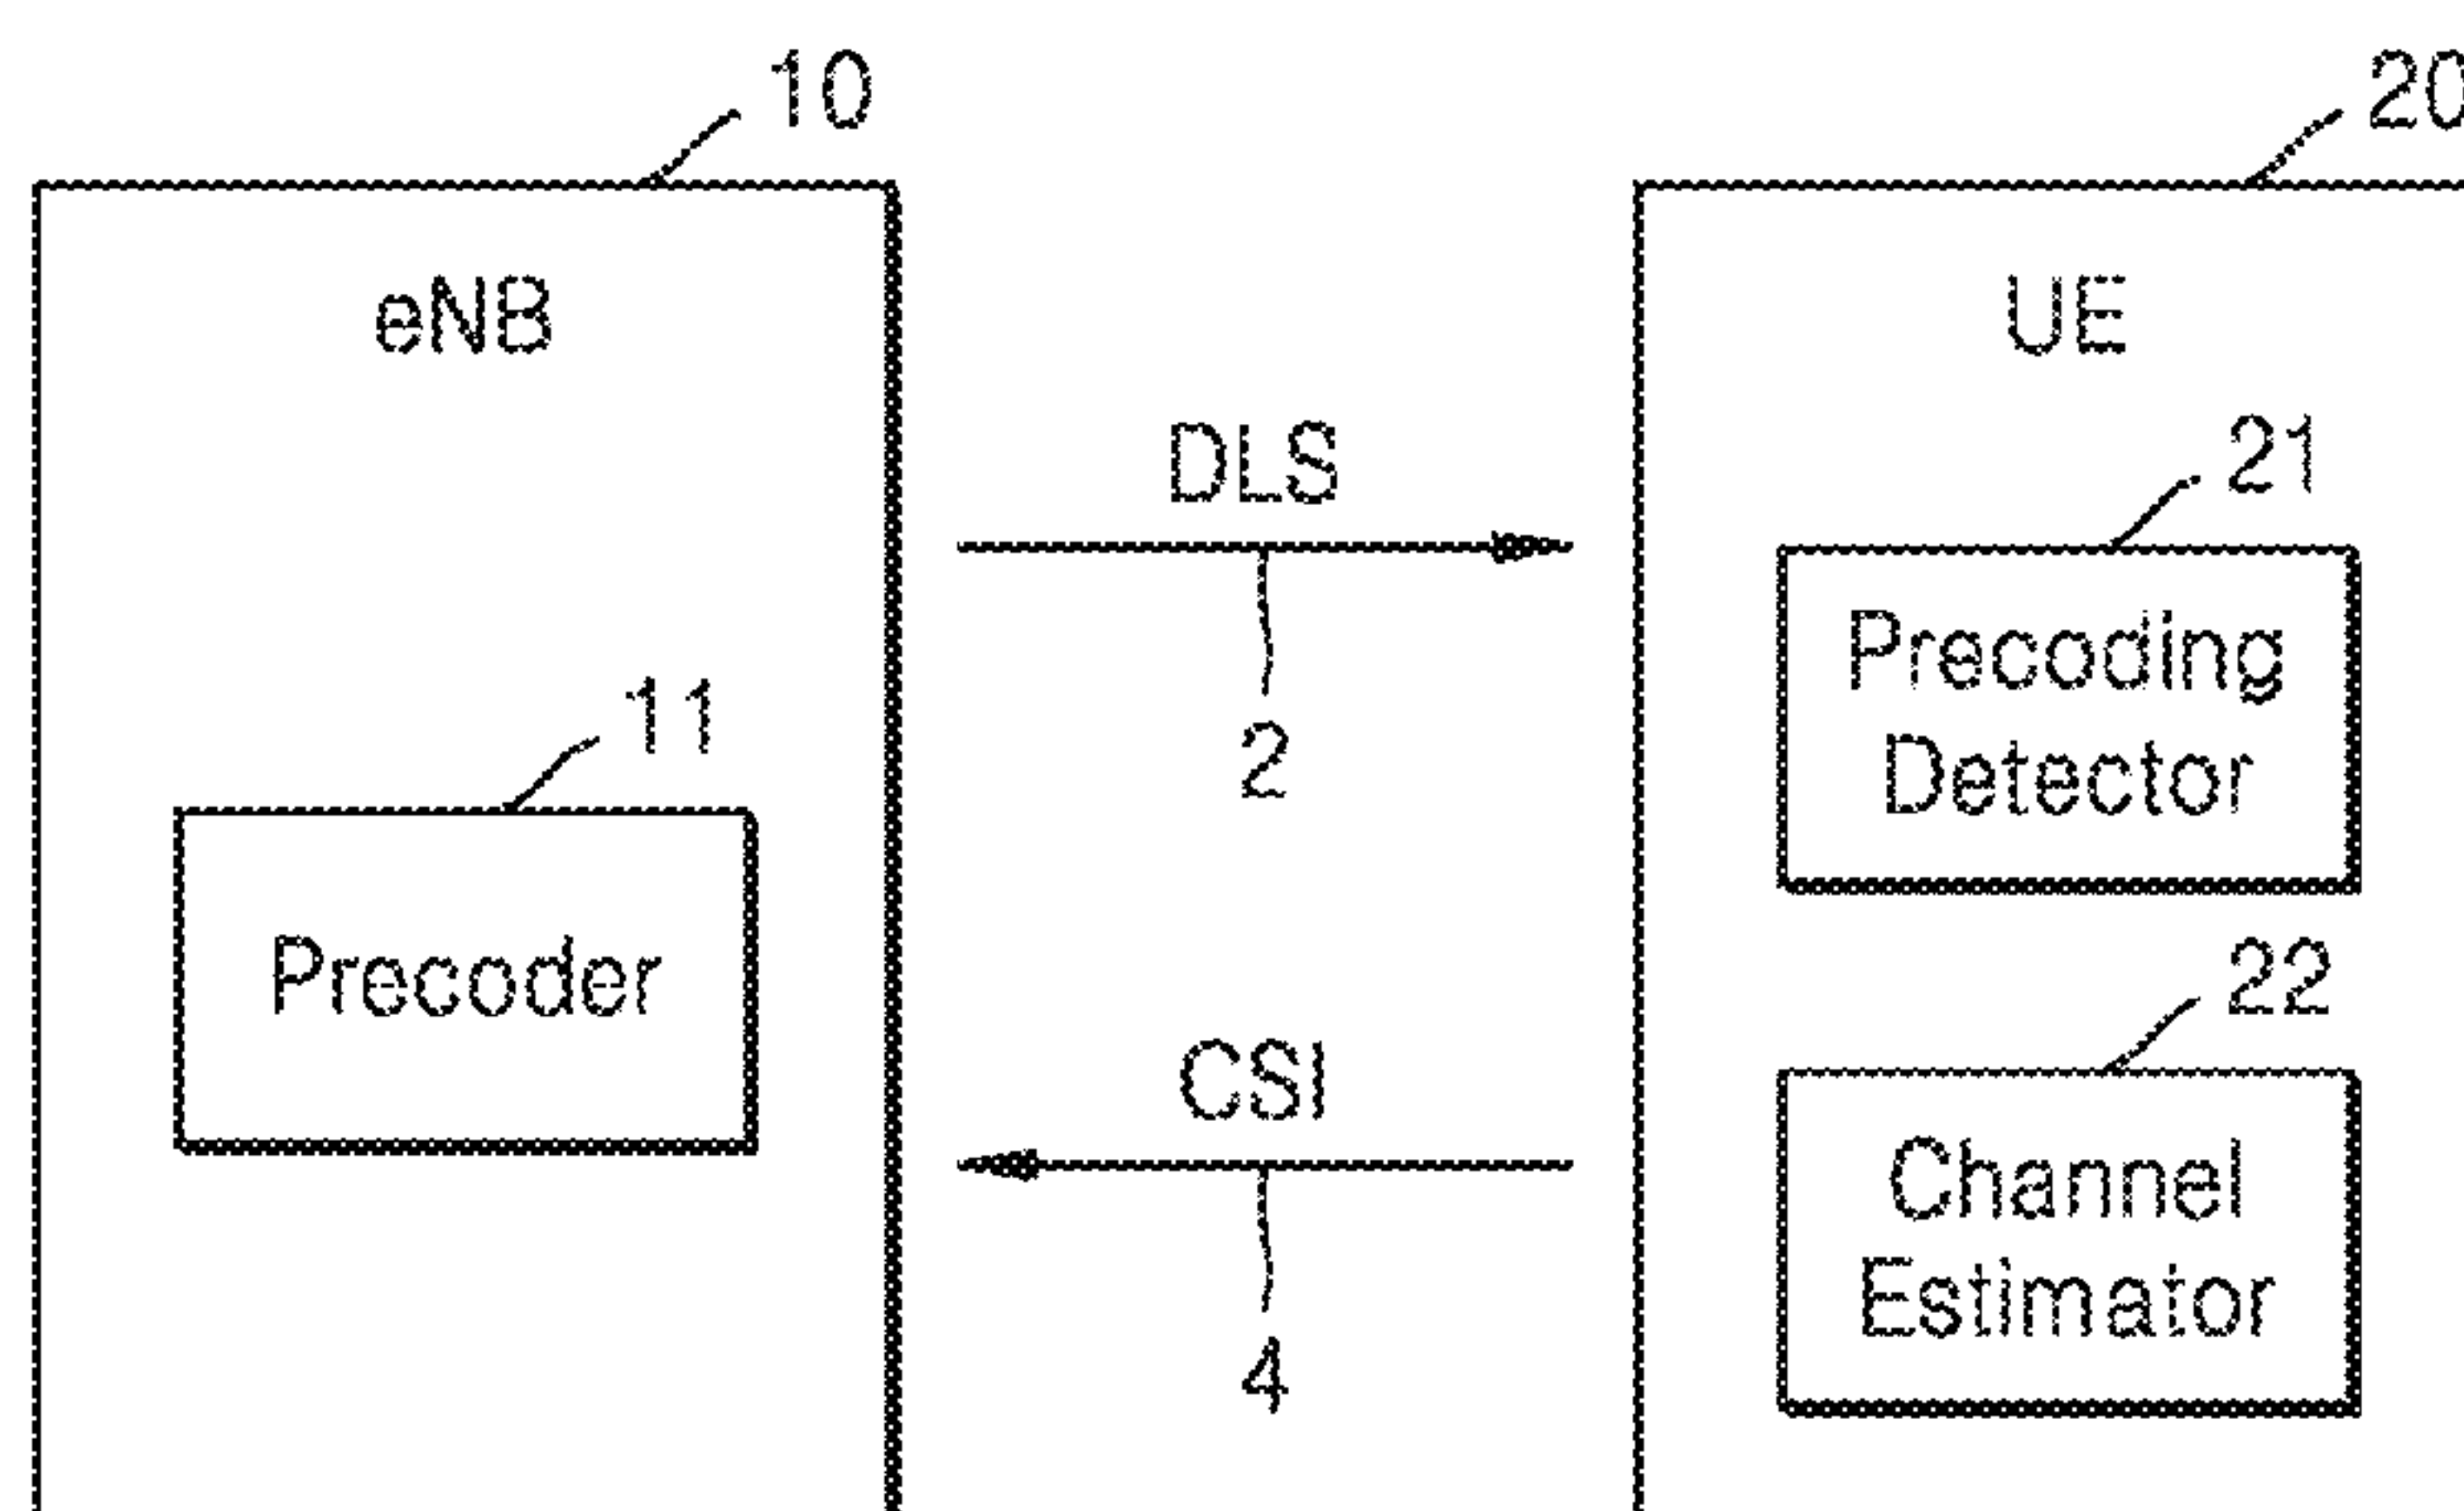 10
20
eNB
UE
DLS
21
2
Precoding
Detector
11
Precoder
22
CSI
4
Channel
Estimator